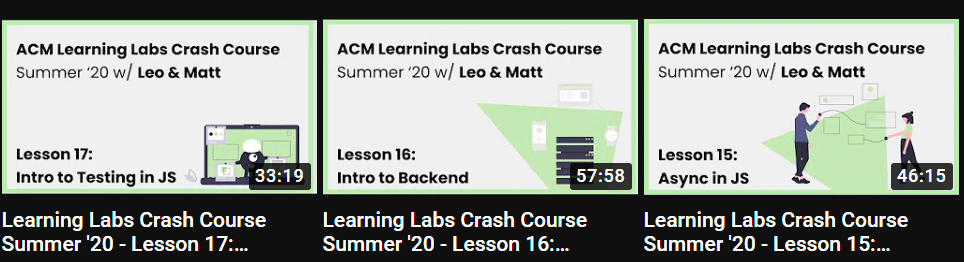 ACM Learning Labs Crash Course
Summer ‘20 w/ Leo & Matt
Lesson 17:
Intro to Testing in JS
33:19
Learning Labs Crash Course
Summer '20 - Lesson 17:...
ACM Learning Labs Crash Course
Summer ‘20 w/ Leo & Matt
Lesson 16:
Intro to Backend
57:58
Learning Labs Crash Course
Summer '20 - Lesson 16:...
ACM Learning Labs Crash Course
Summer ‘20 w/ Leo & Matt
Lesson 15:
Async in JS
46:15
Learning Labs Crash Course
Summer '20 - Lesson 15:...